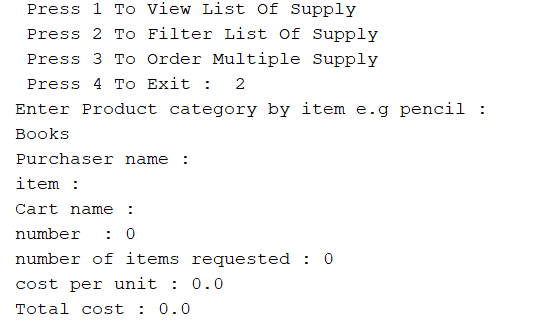 Press 1 To View List Of Supply
Press 2 To Filter List Of Supply
Press 3 To Order Multiple Supply
Press 4 To Exit :  2
Enter Product category by item e.g pencil :
Books
Purchaser name :
item :
Cart name :
number  : 0
number of items requested : 0
cost per unit : 0.0
Total cost : 0.0